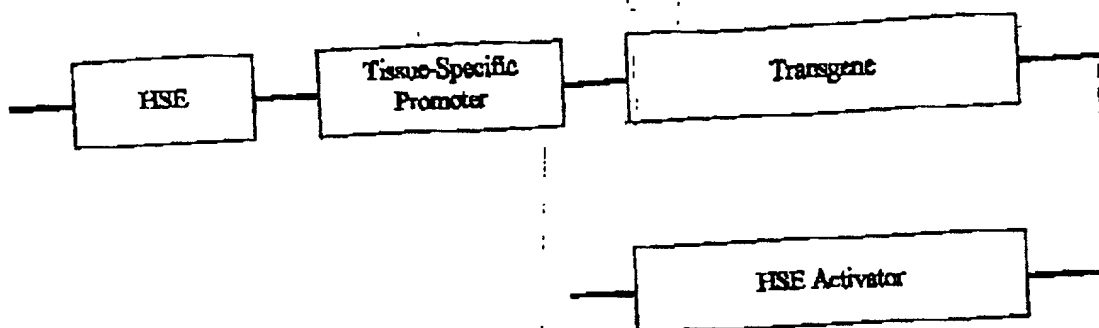 HSE
Tissue-Specific
Promoter
Transgene
HSE Activator